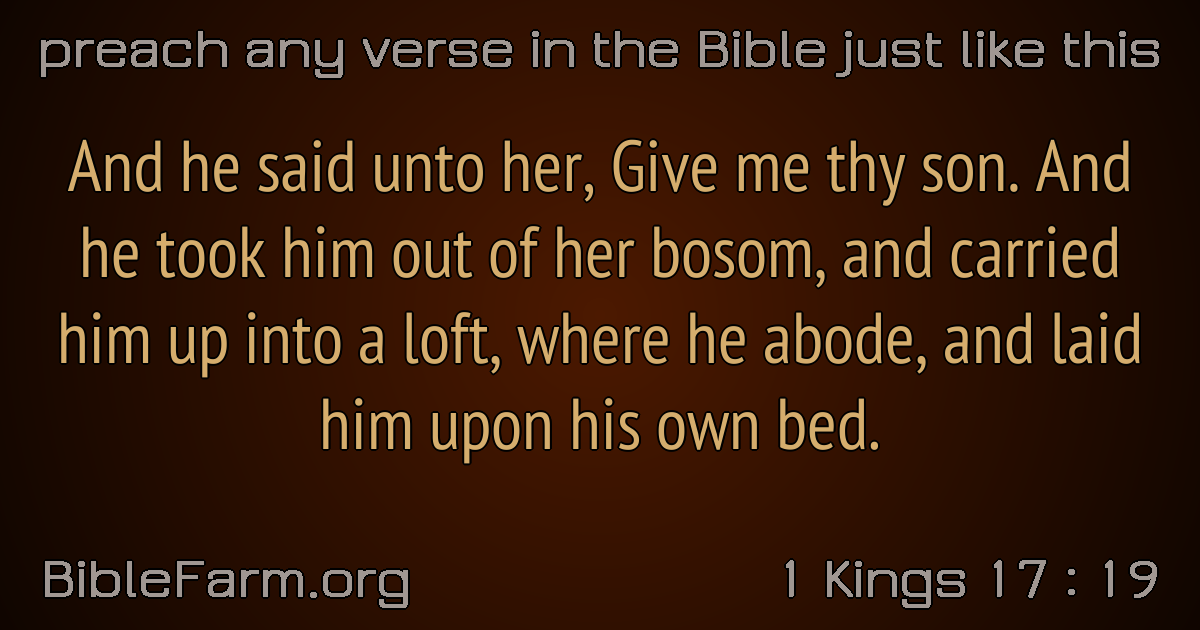 preach any verse in the Bible just like this
And he said unto her, Give me thy son. And
he took him out of her bosom, and carried
him up into a loft, where he abode, and laid
him upon his own bed.
BibleFarm.org
1 Kings 17 : 19